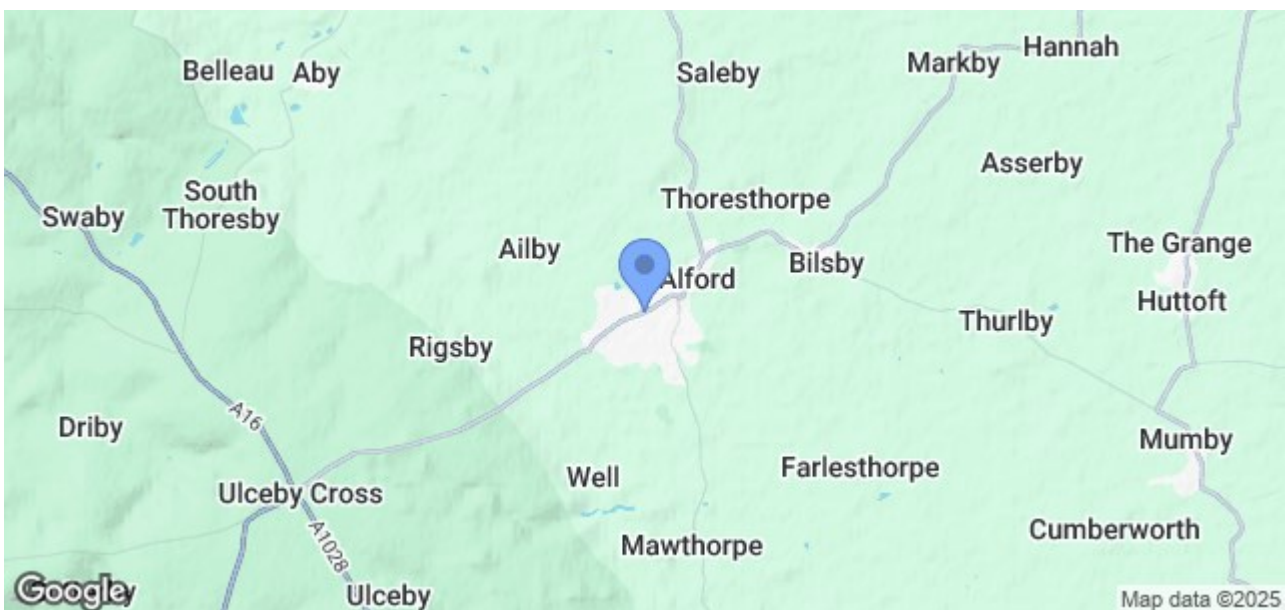 Hannah
Markby
Belleau
Aby
Saleby
Asserby
South
Thoresby
Thoresthorpe
Swaby
Ailby
Bilsby
The Grange
Alford
Huttoft
Thurlby
Rigsby
A16
Driby
Mumby
Well
Farlesthorpe
Ulceby Cross
A1028
Cumberworth
Mawthorpe
Ulceby
Google
Map data ©2025